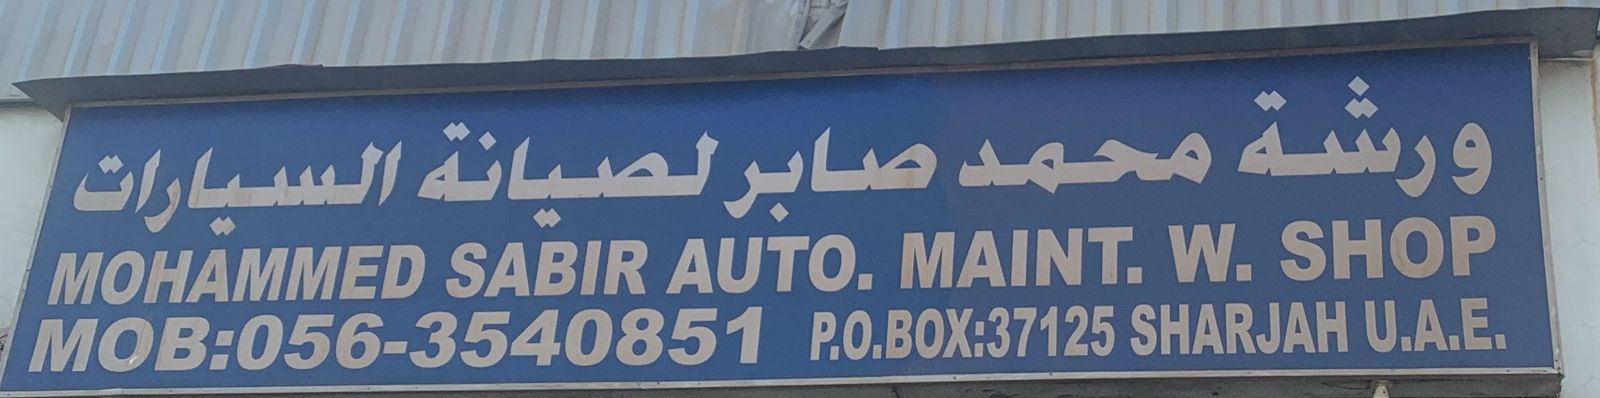 ورشة محمد صابر لصيانة السيارات
MOHAMMED SABIR AUTO. MAINT. W. SHOP
MOB:056-3540851 P.O.BOX:37125 SHARJAH U.A.E.